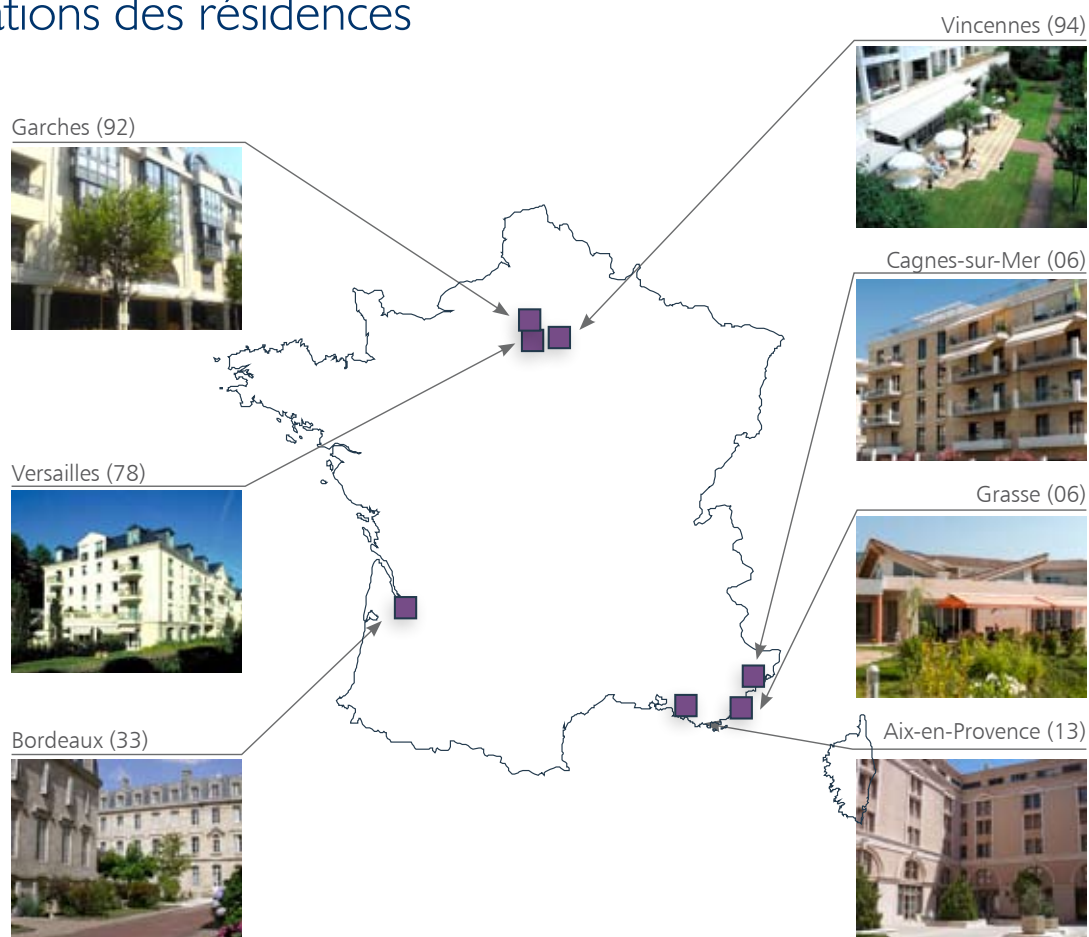 ations des résidences
Vincennes (94)
Garches (92)
Cagnes-sur-Mer (06)
Versailles (78)
Grasse (06)
Aix-en-Provence (13)
Bordeaux (33)